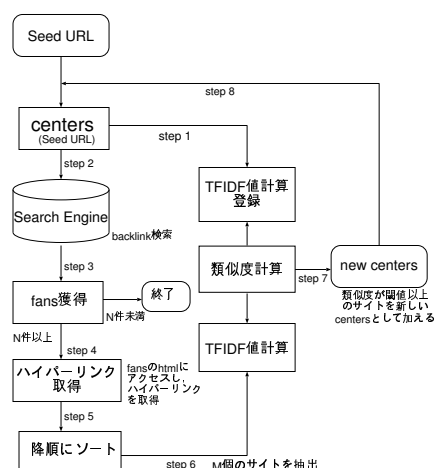 Seed URL
step 8
centers
(Seed URL)
step 1
step 2
TFIDF値計算
登録
Search Engine
backlink検索
step 3
類似度計算
step 7
new centers
類似度が閾値以上
のサイトを新しい
centersとして加える
fans獲得
終了
N件未満
N件以上
step 4
TFIDF値計算
ハイパーリンク
取得
fansのhtmlに
アクセスし,
ハイパーリンク
を取得
step 5
降順にソート
step 6
M個のサイトを抽出